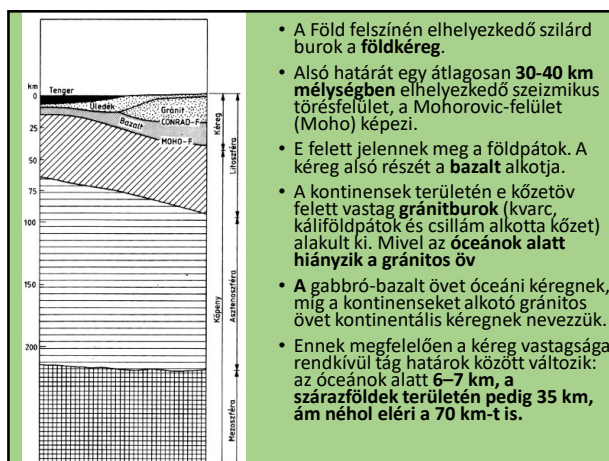 km
0
25
50
75
100
150
200
Tenger
Üledék
Gránit
Bazalt
CONRAD-F.
MOHO-F.
Kéreg
Litoszféra
Köpeny
Asztenoszféra
Mezoszféra
• A Föld felszínén elhelyezkedő szilárd
burok a földkéreg.
• Alsó határát egy átlagosan 30-40 km
mélységben elhelyezkedő szeizmikus
törésfelület, a Mohorovic-felület
(Moho) képezi.
• E felett jelennek meg a földpátok. A
kéreg alsó részét a bazalt alkotja.
• A kontinensek területén e kőzetöv
felett vastag gránitburok (kvarc,
káliföldpátok és csillám alkotta kőzet)
alakult ki. Mivel az óceánok alatt
hiányzik a gránitos öv
• A gabbró-bazalt övet óceáni kéregnek,
míg a kontinenseket alkotó gránitos
övet kontinentális kéregnek nevezzük.
• Ennek megfelelően a kéreg vastagsága
rendkívül tág határok között változik:
az óceánok alatt 6–7 km, a
szárazföldek területén pedig 35 km,
ám néhol eléri a 70 km-t is.